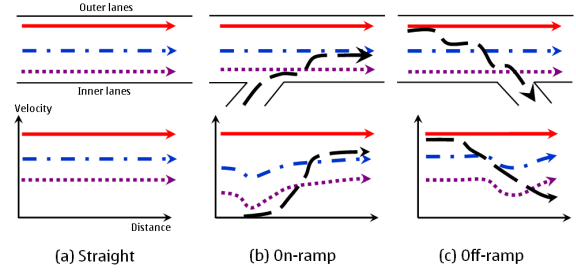 Outer lanes
Inner lanes
Velocity
Distance
(a) Straight
(b) On-ramp
(c) Off-ramp